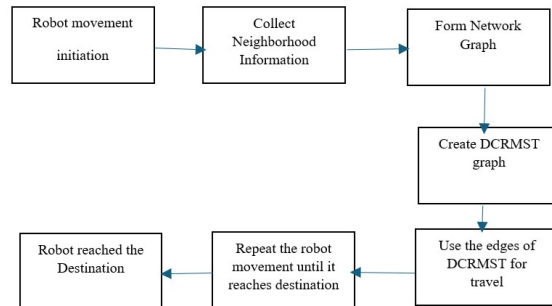 Robot movement
initiation
Collect
Neighborhood
Information
Form Network
Graph
Create DCRMST
graph
Use the edges of
DCRMST for
travel
Repeat the robot
movement until it
reaches destination
Robot reached the
Destination